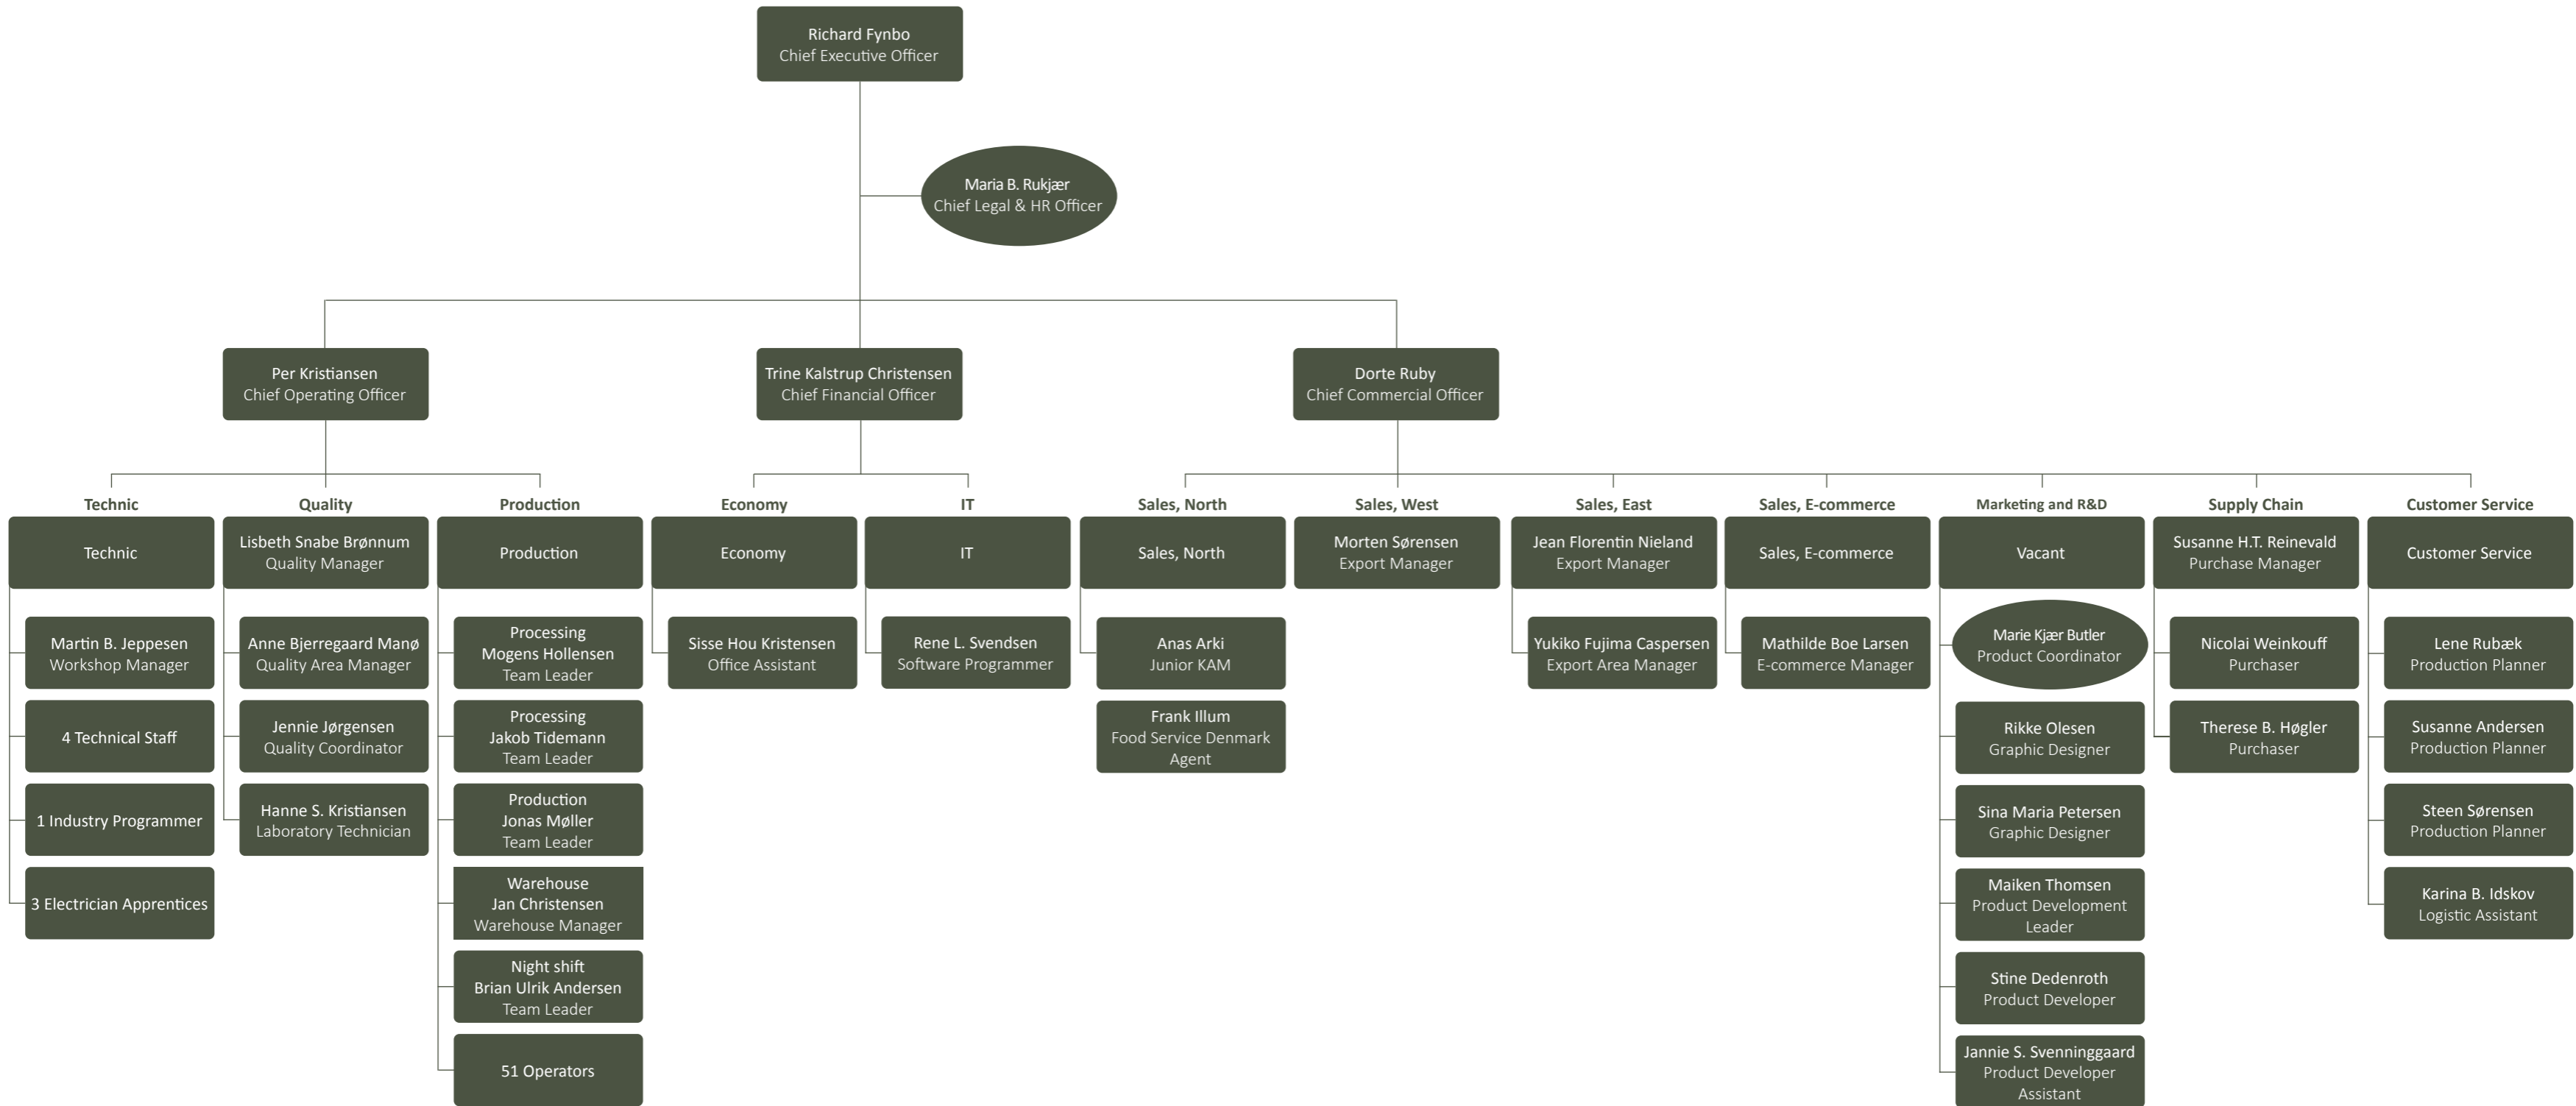 Richard Fynbo
Chief Executive Officer
Maria B. Rukjær
Chief Legal & HR Officer
Per Kristiansen
Chief Operating Officer
Trine Kalstrup Christensen
Chief Financial Officer
Dorte Ruby
Chief Commercial Officer
Technic
Technic
Martin B. Jeppesen
Workshop Manager
4 Technical Staff
1 Industry Programmer
3 Electrician Apprentices
Quality
Lisbeth Snabe Brønnum
Quality Manager
Anne Bjerregaard Manø
Quality Area Manager
Jennie Jørgensen
Quality Coordinator
Hanne S. Kristiansen
Laboratory Technician
Production
Production
Processing
Mogens Hollensen
Team Leader
Processing
Jakob Tidemann
Team Leader
Production
Jonas Møller
Team Leader
Warehouse
Jan Christensen
Warehouse Manager
Night shift
Brian Ulrik Andersen
Team Leader
51 Operators
Economy
Economy
Sisse Hou Kristensen
Office Assistant
IT
IT
Rene L. Svendsen
Software Programmer
Sales, North
Sales, North
Anas Arki
Junior KAM
Frank Illum
Food Service Denmark
Agent
Sales, West
Morten Sørensen
Export Manager
Sales, East
Jean Florentin Nieland
Export Manager
Yukiko Fujima Caspersen
Export Area Manager
Sales, E-commerce
Sales, E-commerce
Mathilde Boe Larsen
E-commerce Manager
Marketing and R&D
Vacant
Marie Kjær Butler
Product Coordinator
Rikke Olesen
Graphic Designer
Sina Maria Petersen
Graphic Designer
Maiken Thomsen
Product Development
Leader
Stine Dedenroth
Product Developer
Jannie S. Svenninggaard
Product Developer
Assistant
Supply Chain
Susanne H.T. Reinevald
Purchase Manager
Nicolai Weinkouff
Purchaser
Therese B. Høgler
Purchaser
Customer Service
Customer Service
Lene Rubæk
Production Planner
Susanne Andersen
Production Planner
Steen Sørensen
Production Planner
Karina B. Idskov
Logistic Assistant